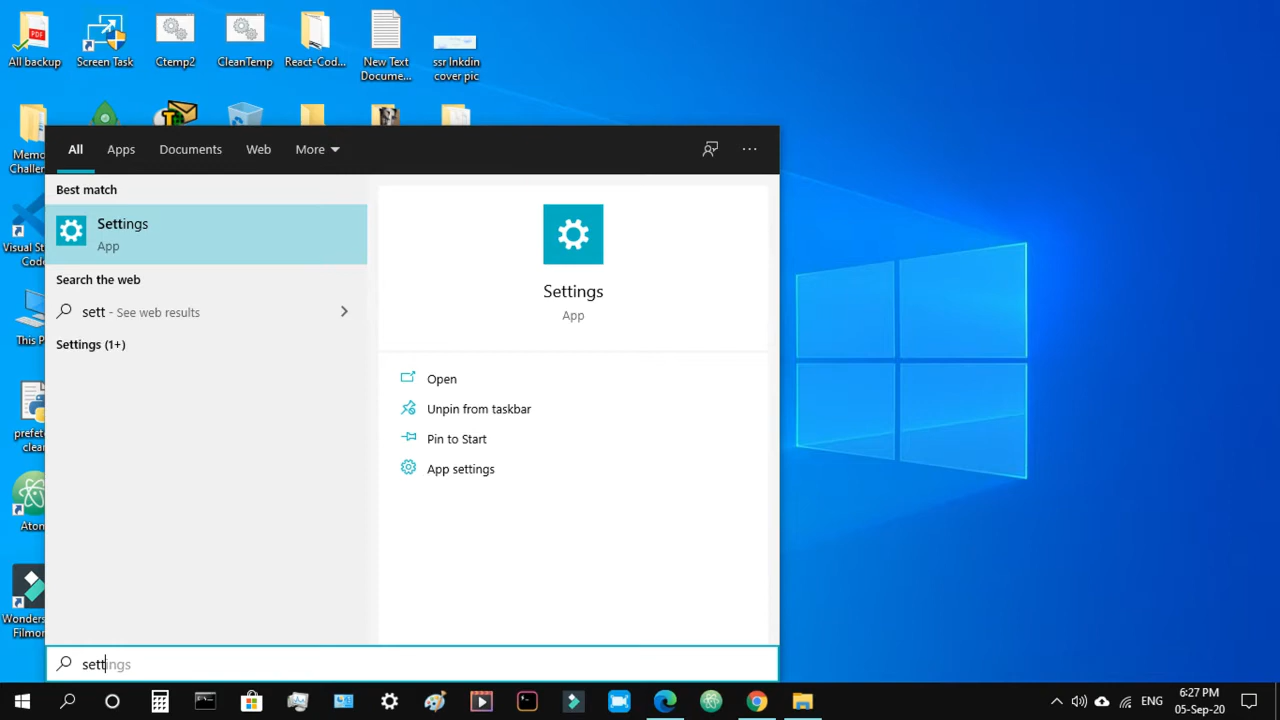 All backup
Screen Task
Ctemp2
CleanTemp
React-Cod...
New Text
Docume...
ssr lnkdin
cover pic
Memo
Challen
All
Apps
Documents
Web
More
Best match
Settings
App
Search the web
sett - See web results
Settings (1+)
Settings
App
Open
Unpin from taskbar
Pin to Start
App settings
Visual St
Code
This P
prefet
clea
Atom
Wonders
Filmor
settings
ENG
6:27 PM
05-Sep-20